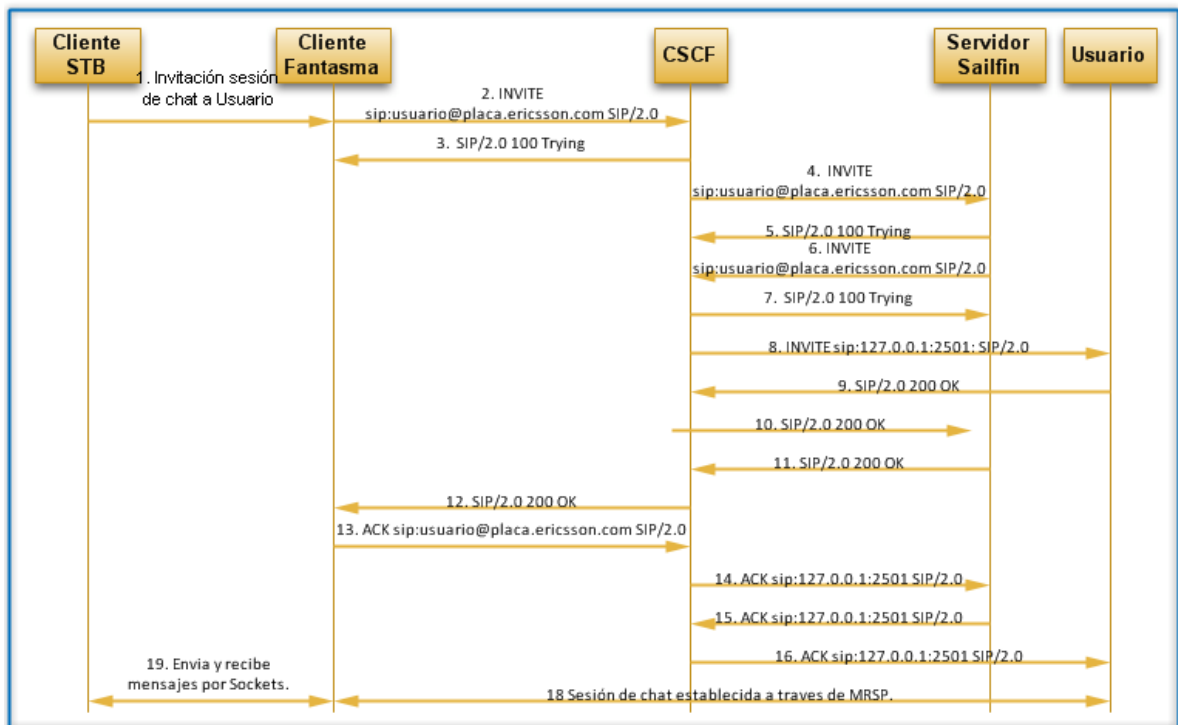 Cliente
STB
Cliente
Fantasma
CSCF
Servidor
Sailfin
Usuario
1. Invitación sesión
de chat a Usuario
2. INVITE
sip:usuario@placa.ericsson.com SIP/2.0
3. SIP/2.0 100 Trying
4. INVITE
sip:usuario@placa.ericsson.com SIP/2.0
5. SIP/2.0 100 Trying
6. INVITE
sip:usuario@placa.ericsson.com SIP/2.0
7. SIP/2.0 100 Trying
8. INVITE sip:127.0.0.1:2501: SIP/2.0
9. SIP/2.0 200 OK
10. SIP/2.0 200 OK
11. SIP/2.0 200 OK
12. SIP/2.0 200 OK
13. ACK sip:usuario@placa.ericsson.com SIP/2.0
14. ACK sip:127.0.0.1:2501 SIP/2.0
15. ACK sip:127.0.0.1:2501 SIP/2.0
16. ACK sip:127.0.0.1:2501 SIP/2.0
19. Envia y recibe
mensajes por Sockets.
18 Sesión de chat establecida a traves de MRSP.